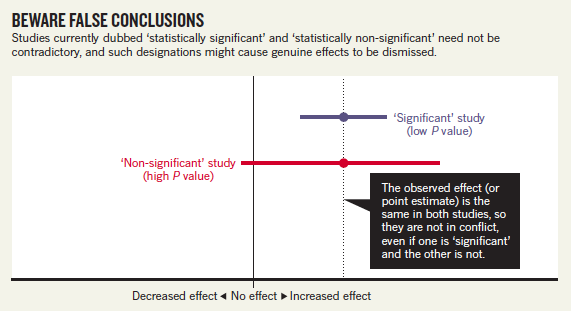 BEWARE FALSE CONCLUSIONS
Studies currently dubbed ‘statistically significant’ and ‘statistically non-significant’ need not be
contradictory, and such designations might cause genuine effects to be dismissed.
‘Significant’ study
(low P value)
‘Non-significant’ study
(high P value)
The observed effect (or
point estimate) is the
same in both studies, so
they are not in conflict,
even if one is ‘significant’
and the other is not.
Decreased effect ◄ No effect ► Increased effect